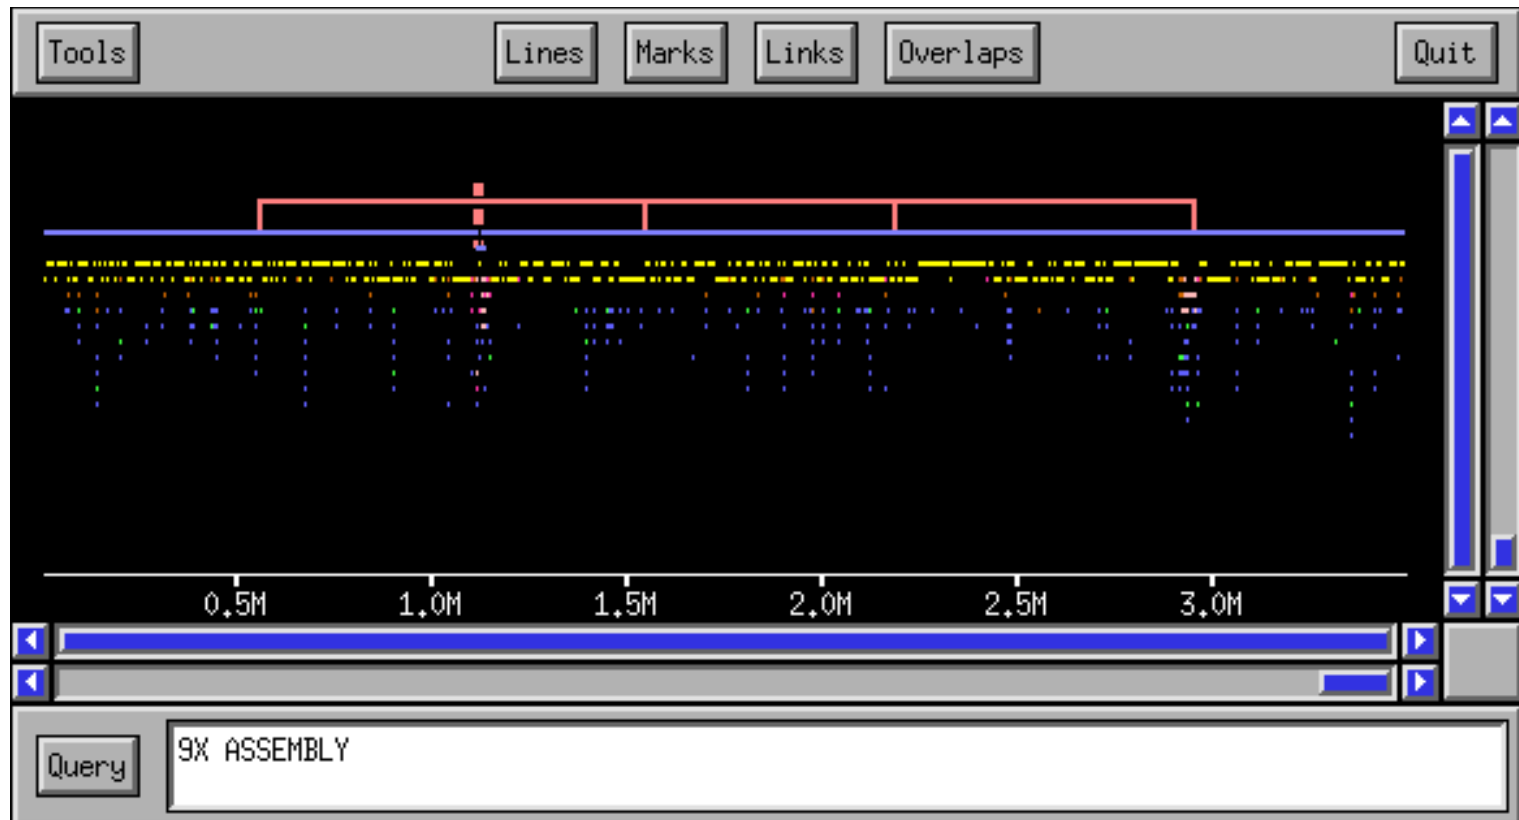 Tools Lines Marks Links Overlaps Quit
0.5M 1.0M 1.5M 2.0M 2.5M 3.0M
Query 9X ASSEMBLY